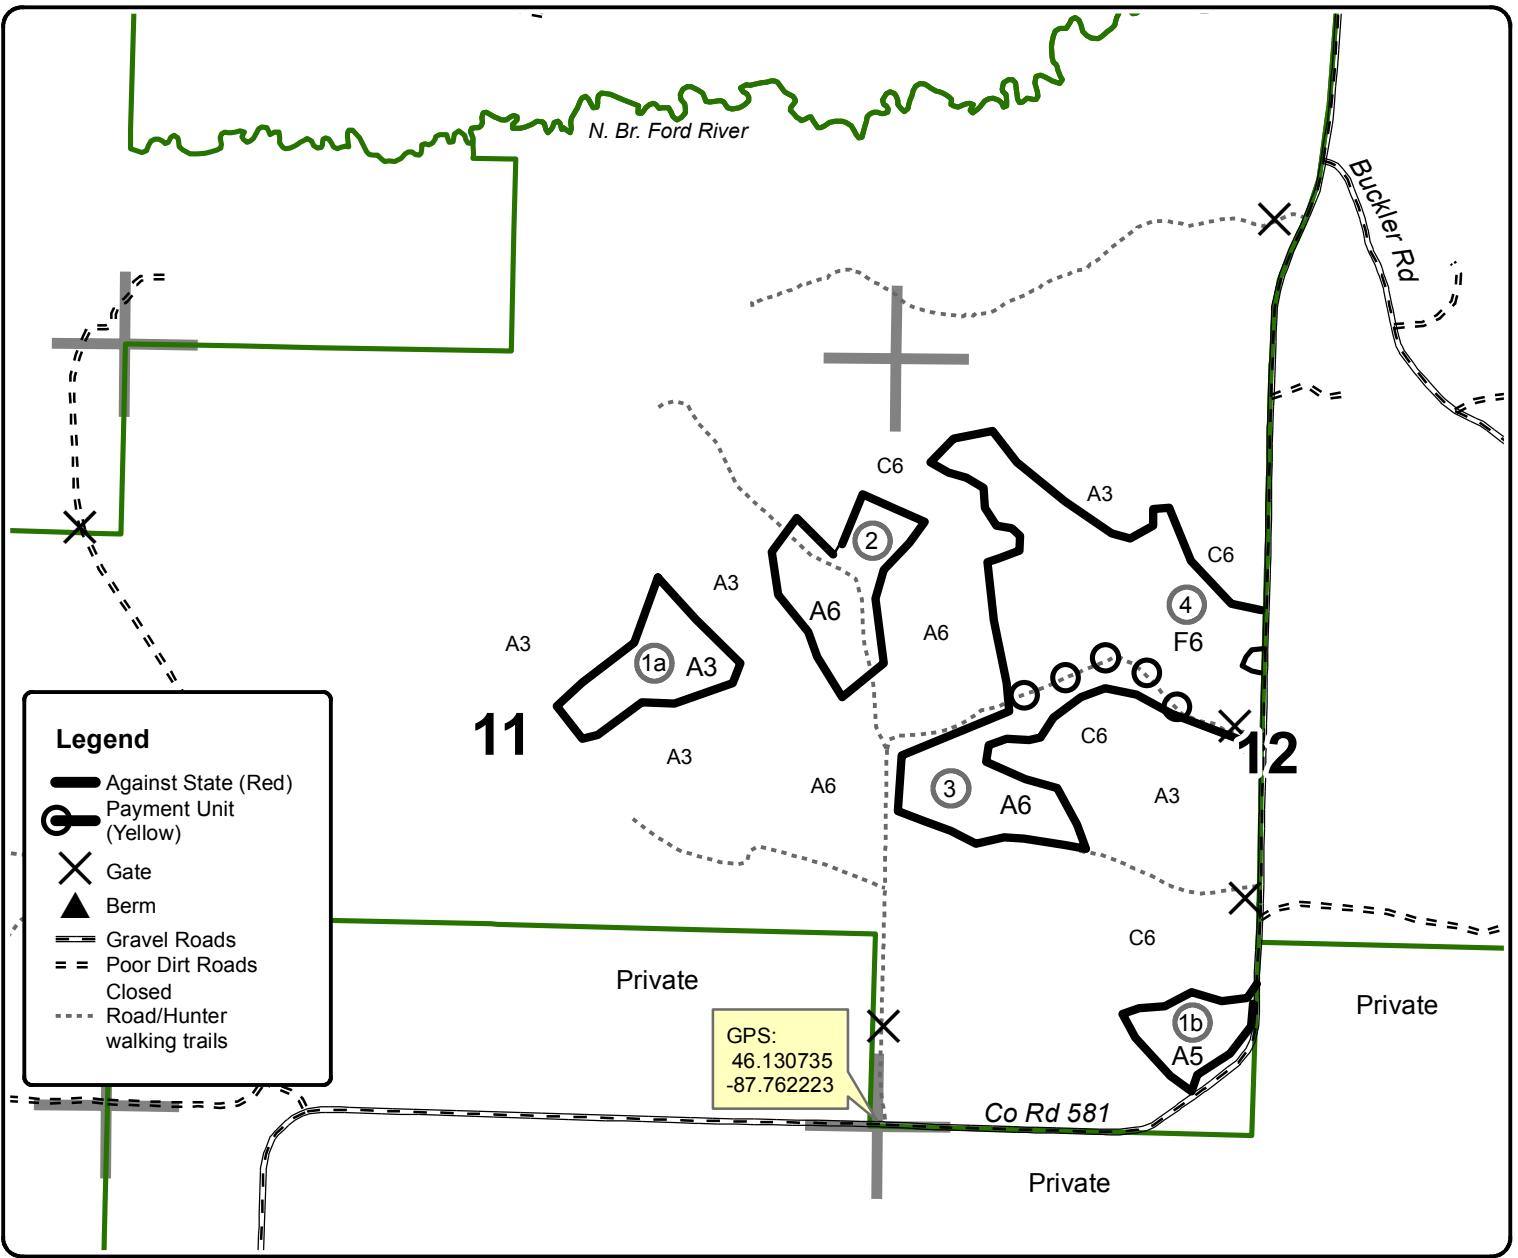 N. Br. Ford River
Buckler Rd
C6
A3
2
C6
A3
4
A6
A6
F6
A3
1a
A3
11
C6
12
A3
A6
3
A6
A3
Legend
Against State (Red)
Payment Unit
(Yellow)
Gate
Berm
Gravel Roads
Poor Dirt Roads
Closed
Road/Hunter
walking trails
C6
Private
Private
1b
A5
GPS:
46.130735
-87.762223
Co Rd 581
Private